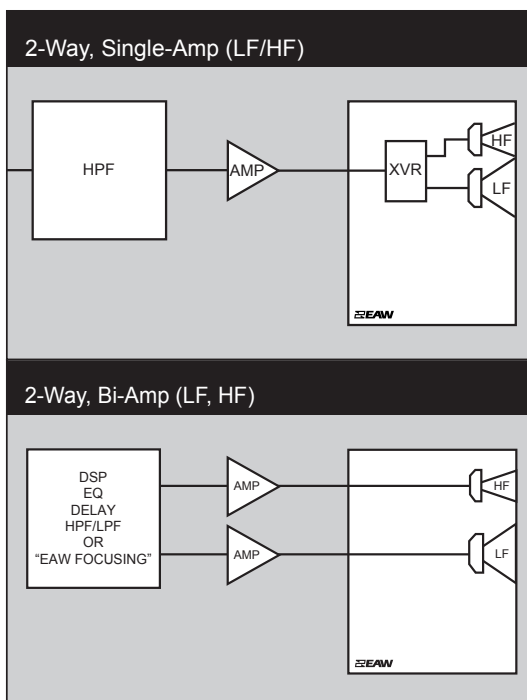 2-Way, Single-Amp (LF/HF)
HPF
AMP
XVR
HF
LF
EAW
2-Way, Bi-Amp (LF, HF)
DSP
EQ
DELAY
HPF/LPF
OR
“EAW FOCUSING”
AMP
AMP
HF
LF
EAW